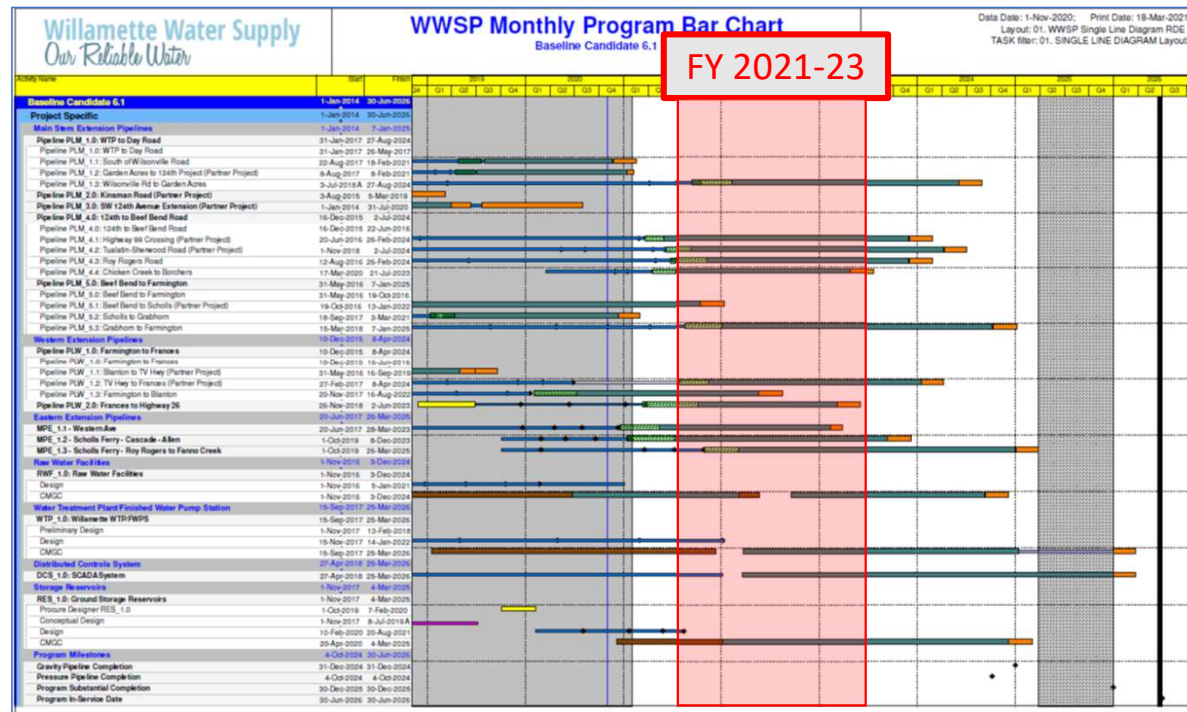 Willamette Water Supply
Our Reliable Water
WWSP Monthly Program Bar Chart
Baseline Candidate 6.1
Data Date: 1-Nov-2020; Print Date: 18-Mar-2021
Layout: 01. WWSP Single Line Diagram RDE
TASK filter: 01. SINGLE LINE DIAGRAM Layout
FY 2021-23
Activity Name Start Finish 2019 2020 2024 2025 2026
Q4 Q1 Q2 Q3 Q4 Q1 Q2 Q3 Q4 Q1 Q2 Q4 Q1 Q2 Q3 Q4 Q1 Q2 Q3 Q4 Q1 Q2 Q3
Baseline Candidate 6.1 1-Jan-2014 30-Jun-2026
Project Specific 1-Jan-2014 30-Jun-2026
Main Stem Extension Pipelines 1-Jan-2014 7-Jan-2025
Pipeline PLM_1.0: WTP to Day Road 31-Jan-2017 27-Aug-2024
Pipeline PLM_1.0: WTP to Day Road 31-Jan-2017 26-May-2017
Pipeline PLM_1.1: South of Wilsonville Road 22-Aug-2017 18-Feb-2021
Pipeline PLM_1.2: Garden Acres to 124th Project (Partner Project) 8-Aug-2017 8-Feb-2021
Pipeline PLM_1.3: Wilsonville Rd to Garden Acres 3-Jul-2018A 27-Aug-2024
Pipeline PLM_2.0: Kinsman Road (Partner Project) 3-Aug-2015 5-Mar-2019
Pipeline PLM_3.0: SW 124th Avenue Extension (Partner Project) 1-Jan-2014 31-Jul-2020
Pipeline PLM_4.0: 124th to Beef Bend Road 16-Dec-2015 2-Jul-2024
Pipeline PLM_4.0: 124th to Beef Bend Road 16-Dec-2015 22-Jun-2016
Pipeline PLM_4.1: Highway 99 Crossing (Partner Project) 20-Jun-2016 26-Feb-2024
Pipeline PLM_4.2: Tualatin-Sherwood Road (Partner Project) 1-Nov-2018 2-Jul-2024
Pipeline PLM_4.3: Roy Rogers Road 12-Aug-2016 26-Feb-2024
Pipeline PLM_4.4: Chicken Creek to Borchers 17-Mar-2020 21-Jul-2023
Pipeline PLM_5.0: Beef Bend to Farmington 31-May-2016 7-Jan-2025
Pipeline PLM_5.0: Beef Bend to Farmington 31-May-2016 19-Oct-2016
Pipeline PLM_5.1: Beef Bend to Scholls (Partner Project) 19-Oct-2016 13-Jan-2022
Pipeline PLM_5.2: Scholls to Grabhorn 18-Sep-2017 3-Mar-2021
Pipeline PLM_5.3: Grabhorn to Farmington 15-Mar-2018 7-Jan-2025
Western Extension Pipelines 10-Dec-2015 8-Apr-2024
Pipeline PLW_1.0: Farmington to Frances 10-Dec-2015 8-Apr-2024
Pipeline PLW_1.0: Farmington to Frances 10-Dec-2015 16-Jun-2016
Pipeline PLW_1.1: Blanton to TV Hwy (Partner Project) 31-May-2016 16-Sep-2019
Pipeline PLW_1.2: TV Hwy to Frances (Partner Project) 27-Feb-2017 8-Apr-2024
Pipeline PLW_1.3: Farmington to Blanton 20-Nov-2017 16-Aug-2022
Pipeline PLW_2.0: Frances to Highway 26 26-Nov-2018 2-Jun-2023
Eastern Extension Pipelines 20-Jun-2017 26-Mar-2025
MPE_1.1 - Western Ave 20-Jun-2017 28-Mar-2023
MPE_1.2 - Scholls Ferry - Cascade - Allen 1-Oct-2019 8-Dec-2023
MPE_1.3 - Scholls Ferry - Roy Rogers to Fanno Creek 1-Oct-2019 26-Mar-2025
Raw Water Facilities 1-Nov-2016 3-Dec-2024
RWF_1.0: Raw Water Facilities 1-Nov-2016 3-Dec-2024
Design 1-Nov-2016 5-Jan-2021
CMGC 1-Nov-2016 3-Dec-2024
Water Treatment Plant/Finished Water Pump Station 15-Sep-2017 25-Mar-2026
WTP_1.0: Willamette WTP/FWPS 15-Sep-2017 25-Mar-2026
Preliminary Design 1-Nov-2017 13-Feb-2018
Design 15-Nov-2017 14-Jan-2022
CMGC 15-Sep-2017 25-Mar-2026
Distributed Controls System 27-Apr-2018 25-Mar-2026
DCS_1.0: SCADASystem 27-Apr-2018 25-Mar-2026
Storage Reservoirs 1-Nov-2017 4-Mar-2025
RES_1.0: Ground Storage Reservoirs 1-Nov-2017 4-Mar-2025
Procure Designer RES_1.0 1-Oct-2019 7-Feb-2020
Conceptual Design 1-Nov-2017 8-Jul-2019A
Design 10-Feb-2020 20-Aug-2021
CMGC 20-Apr-2020 4-Mar-2025
Program Milestones 4-Oct-2024 30-Jun-2026
Gravity Pipeline Completion 31-Dec-2024 31-Dec-2024
Pressure Pipeline Completion 4-Oct-2024 4-Oct-2024
Program Substantial Completion 30-Dec-2025 30-Dec-2025
Program In-Service Date 30-Jun-2026 30-Jun-2026